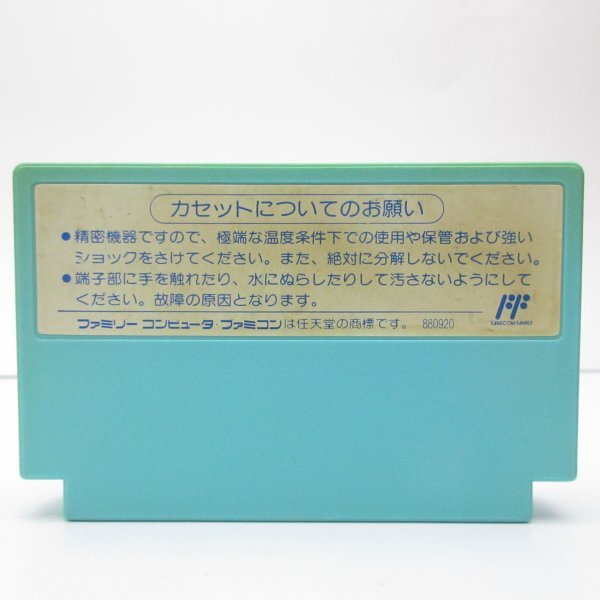 カセットについてのお願い
●精密機器ですので、極端な温度条件下での使用や保管および強い
ショックをさけてください。また、絶対に分解しないでください。
●端子部に手を触れたり、水にぬらしたりして汚さないようにして
ください。故障の原因となります。
FAMICOM FAMILY
ファミリー コンピュータ・ファミコンは任天堂の商標です。 880920